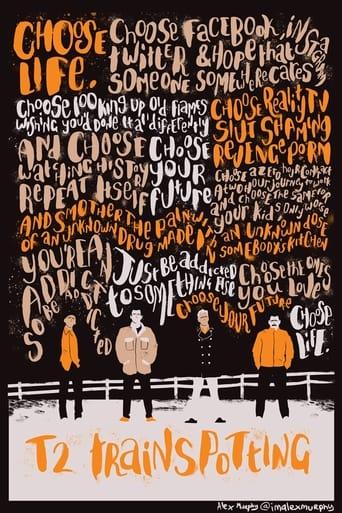 CHOOSE LIFE.
CHOOSE FACEBOOK, INSTAGRAM
TWITTER & HOPE THAT
SOMEONE, SOMEWHERE CARES
CHOOSE LOOKING UP OLD FLAMES
WISHING YOU'D DONE IT ALL DIFFERENTLY
CHOOSE REALITY TV
SLUT SHAMING
REVENGE PORN
AND CHOOSE
WATCHING HISTORY
REPEAT ITSELF
CHOOSE
YOUR
FUTURE
CHOOSE A ZERO HOUR CONTRACT
A TWO HOUR JOURNEY TO WORK
AND CHOOSE THE SAME FOR
YOUR KIDS, ONLY WORSE
AND SMOTHER THE PAIN WITH
AN UNKNOWN DOSE
OF AN UNKNOWN DRUG MADE IN
SOMEBODY'S KITCHEN
YOU'RE AN
ADDICT
SO BE ADDICTED
JUST BE ADDICTED
TO SOMETHING ELSE
CHOOSE THE ONES
YOU LOVE
CHOOSE YOUR FUTURE
CHOOSE
LIFE.
T2 TRAINSPOTTING
Alex Murphy @imalexmurphy